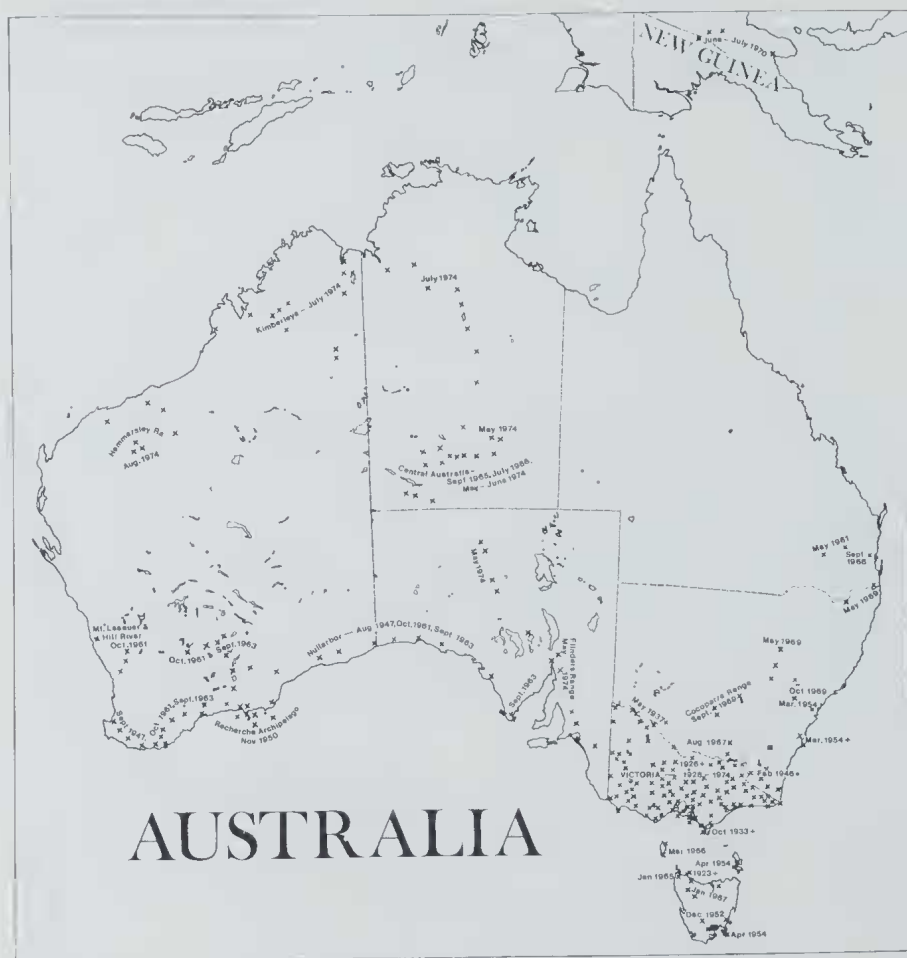 NEW GUINEA
June – July 1970
July 1974
Kimberleys – July 1974
Hammersley Ra
Aug. 1974
May 1974
Central Australia –
Sept 1965, July 1966,
May – June 1974
May 1961
Sept
1966
May 1969
May 1974
Mt. Lesueur &
Hill River
Oct. 1961
Oct. 1961
Sept. 1963
Nullarbor — Aug 1947, Oct. 1961, Sept 1963
Flinders Range
May 1974
May 1969
Sept. 1963
Sept 1947,
Oct 1961,
Sept. 1963
Recherche Archipelago
Nov 1950
May 1917+
Cocoparra Range
Sept. 1969
Oct 1969
Mar. 1954+
Mar. 1954+
Aug 1967
1926+
VICTORIA — 1926 – 1974
Feb 1946+
AUSTRALIA
Oct 1933+
Mar 1966
Apr 1954
Jan 1965
1923+
Jan 1967
Dec 1952
Apr 1954